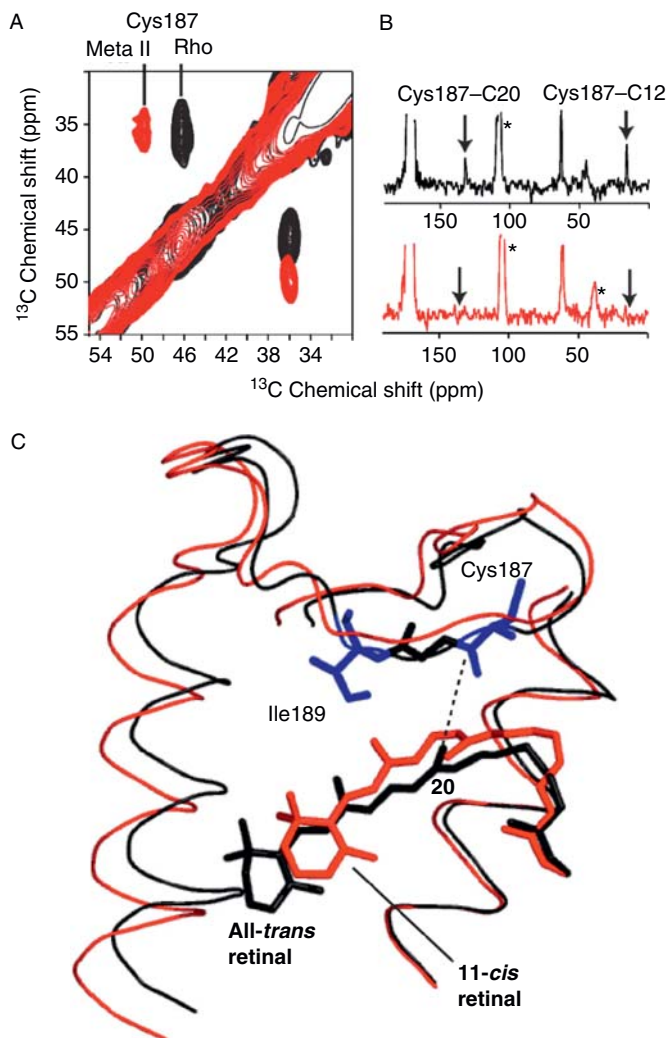 A
Cys187
Meta II Rho
35
40
45
50
55
54 50 46 42 38 34
¹³C Chemical shift (ppm)
¹³C Chemical shift (ppm)
B
Cys187–C20 Cys187–C12
*
150 100 50
* *
150 100 50
C
Cys187
Ile189
20
All-trans
retinal
11-cis
retinal